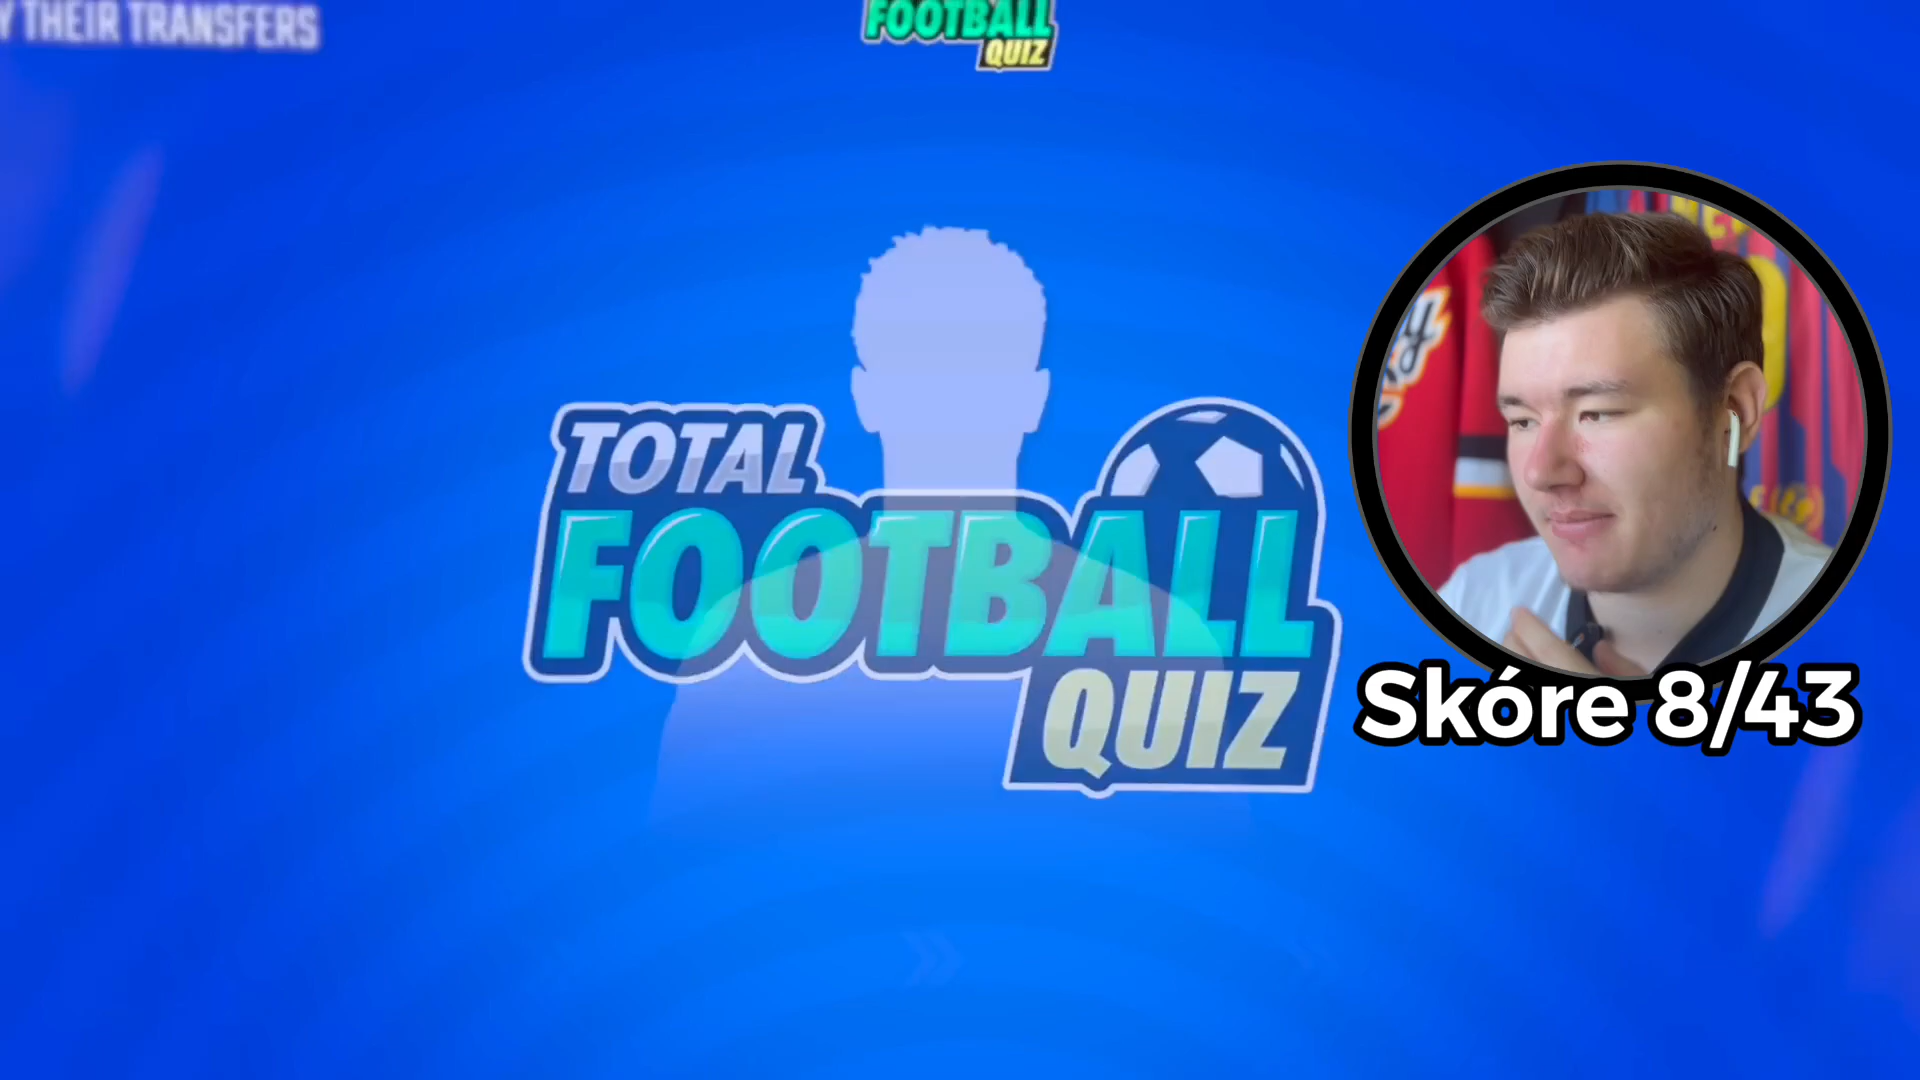 Y THEIR TRANSFERS
FOOTBALL
QUIZ
TOTAL
FOOTBALL
QUIZ
Skóre 8/43